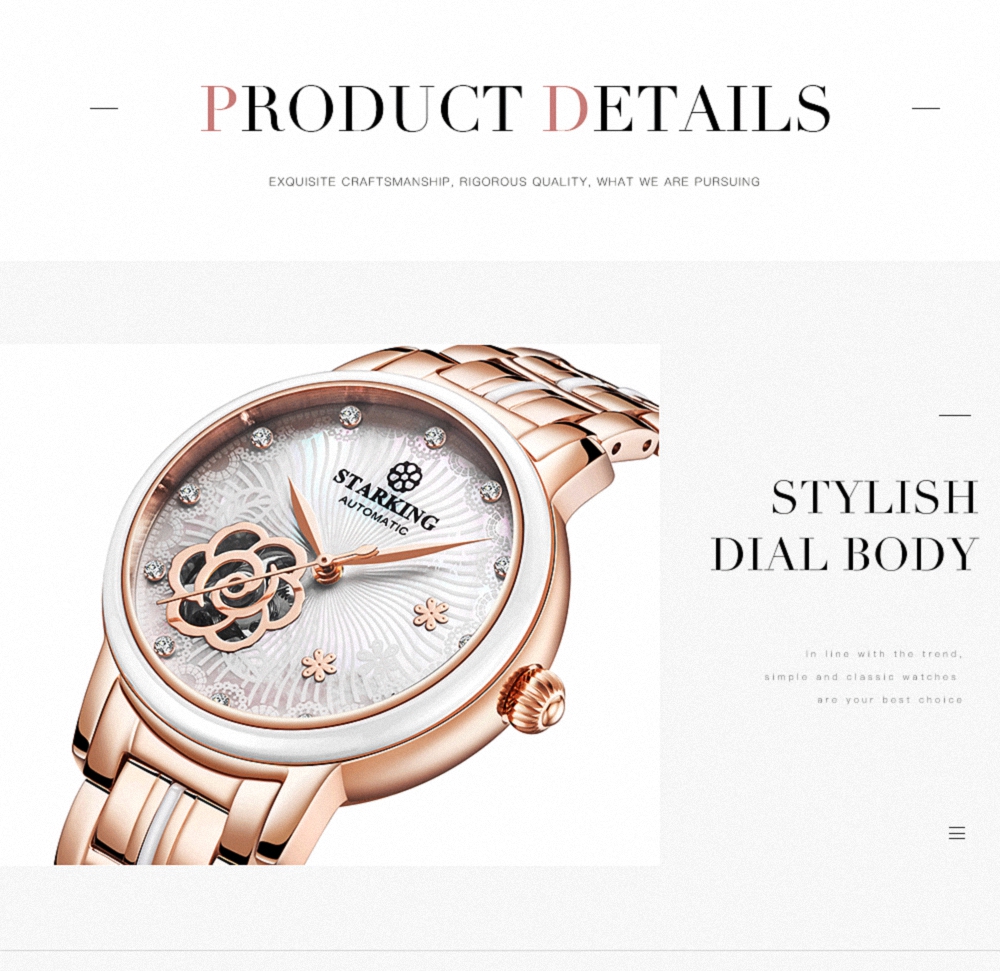 PRODUCT DETAILS
EXQUISITE CRAFTSMANSHIP, RIGOROUS QUALITY, WHAT WE ARE PURSUING
STARKING
AUTOMATIC
STYLISH
DIAL BODY
in line with the trend,
simple and classic watches
are your best choice